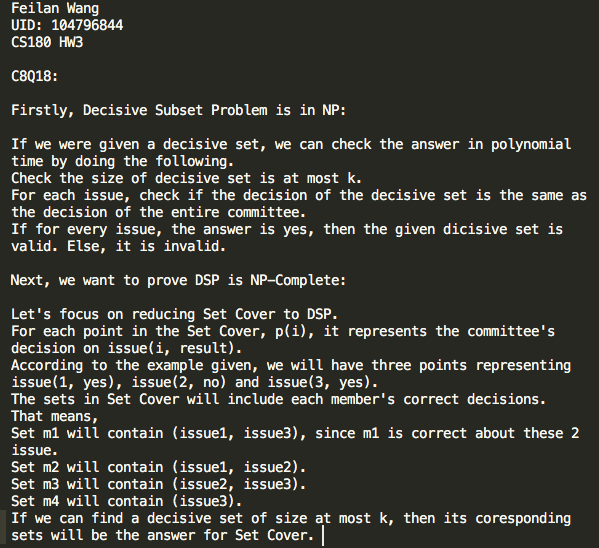 Feilan Wang
UID: 104796844
CS180 HW3
C8Q18:
Firstly, Decisive Subset Problem is in NP:
If we were given a decisive set, we can check the answer in polynomial
time by doing the following.
Check the size of decisive set is at most k.
For each issue, check if the decision of the decisive set is the same as
the decision of the entire committee.
If for every issue, the answer is yes, then the given dicisive set is
valid. Else, it is invalid.
Next, we want to prove DSP is NP-Complete:
Let's focus on reducing Set Cover to DSP.
For each point in the Set Cover, p(i), it represents the committee's
decision on issue(i, result).
According to the example given, we will have three points representing
issue(1, yes), issue(2, no) and issue(3, yes).
The sets in Set Cover will include each member's correct decisions.
That means,
Set m1 will contain (issue1, issue3), since m1 is correct about these 2
issue.
Set m2 will contain (issue1, issue2).
Set m3 will contain (issue2, issue3).
Set m4 will contain (issue3).
If we can find a decisive set of size at most k, then its coresponding
sets will be the answer for Set Cover.